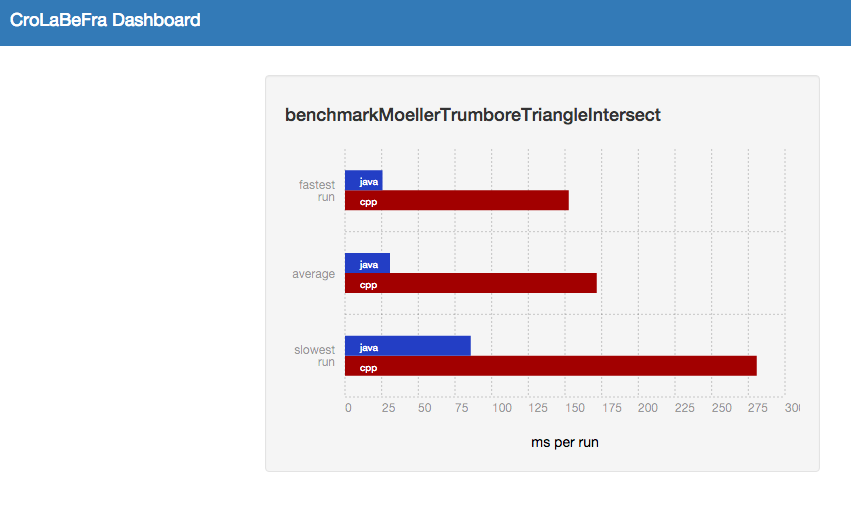 CroLaBeFra Dashboard
benchmarkMoellerTrumboreTriangleIntersect
fastest
run
java
cpp
average
java
cpp
slowest
run
java
cpp
0 25 50 75 100 125 150 175 200 225 250 275 30
ms per run